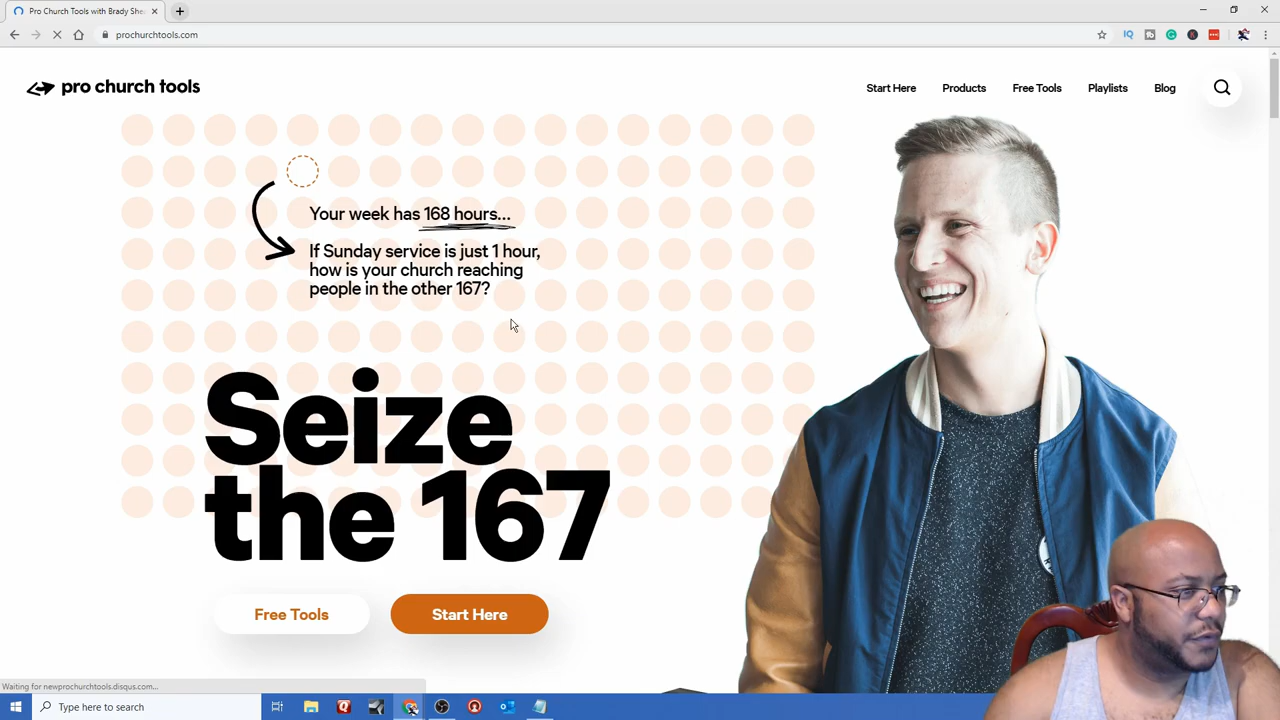 Pro Church Tools with Brady Shea
prochurchtools.com
pro church tools
Start Here
Products
Free Tools
Playlists
Blog
Your week has 168 hours...
If Sunday service is just 1 hour,
how is your church reaching
people in the other 167?
Seize
the 167
Free Tools
Start Here
Waiting for newprochurchtools.disqus.com...
Type here to search